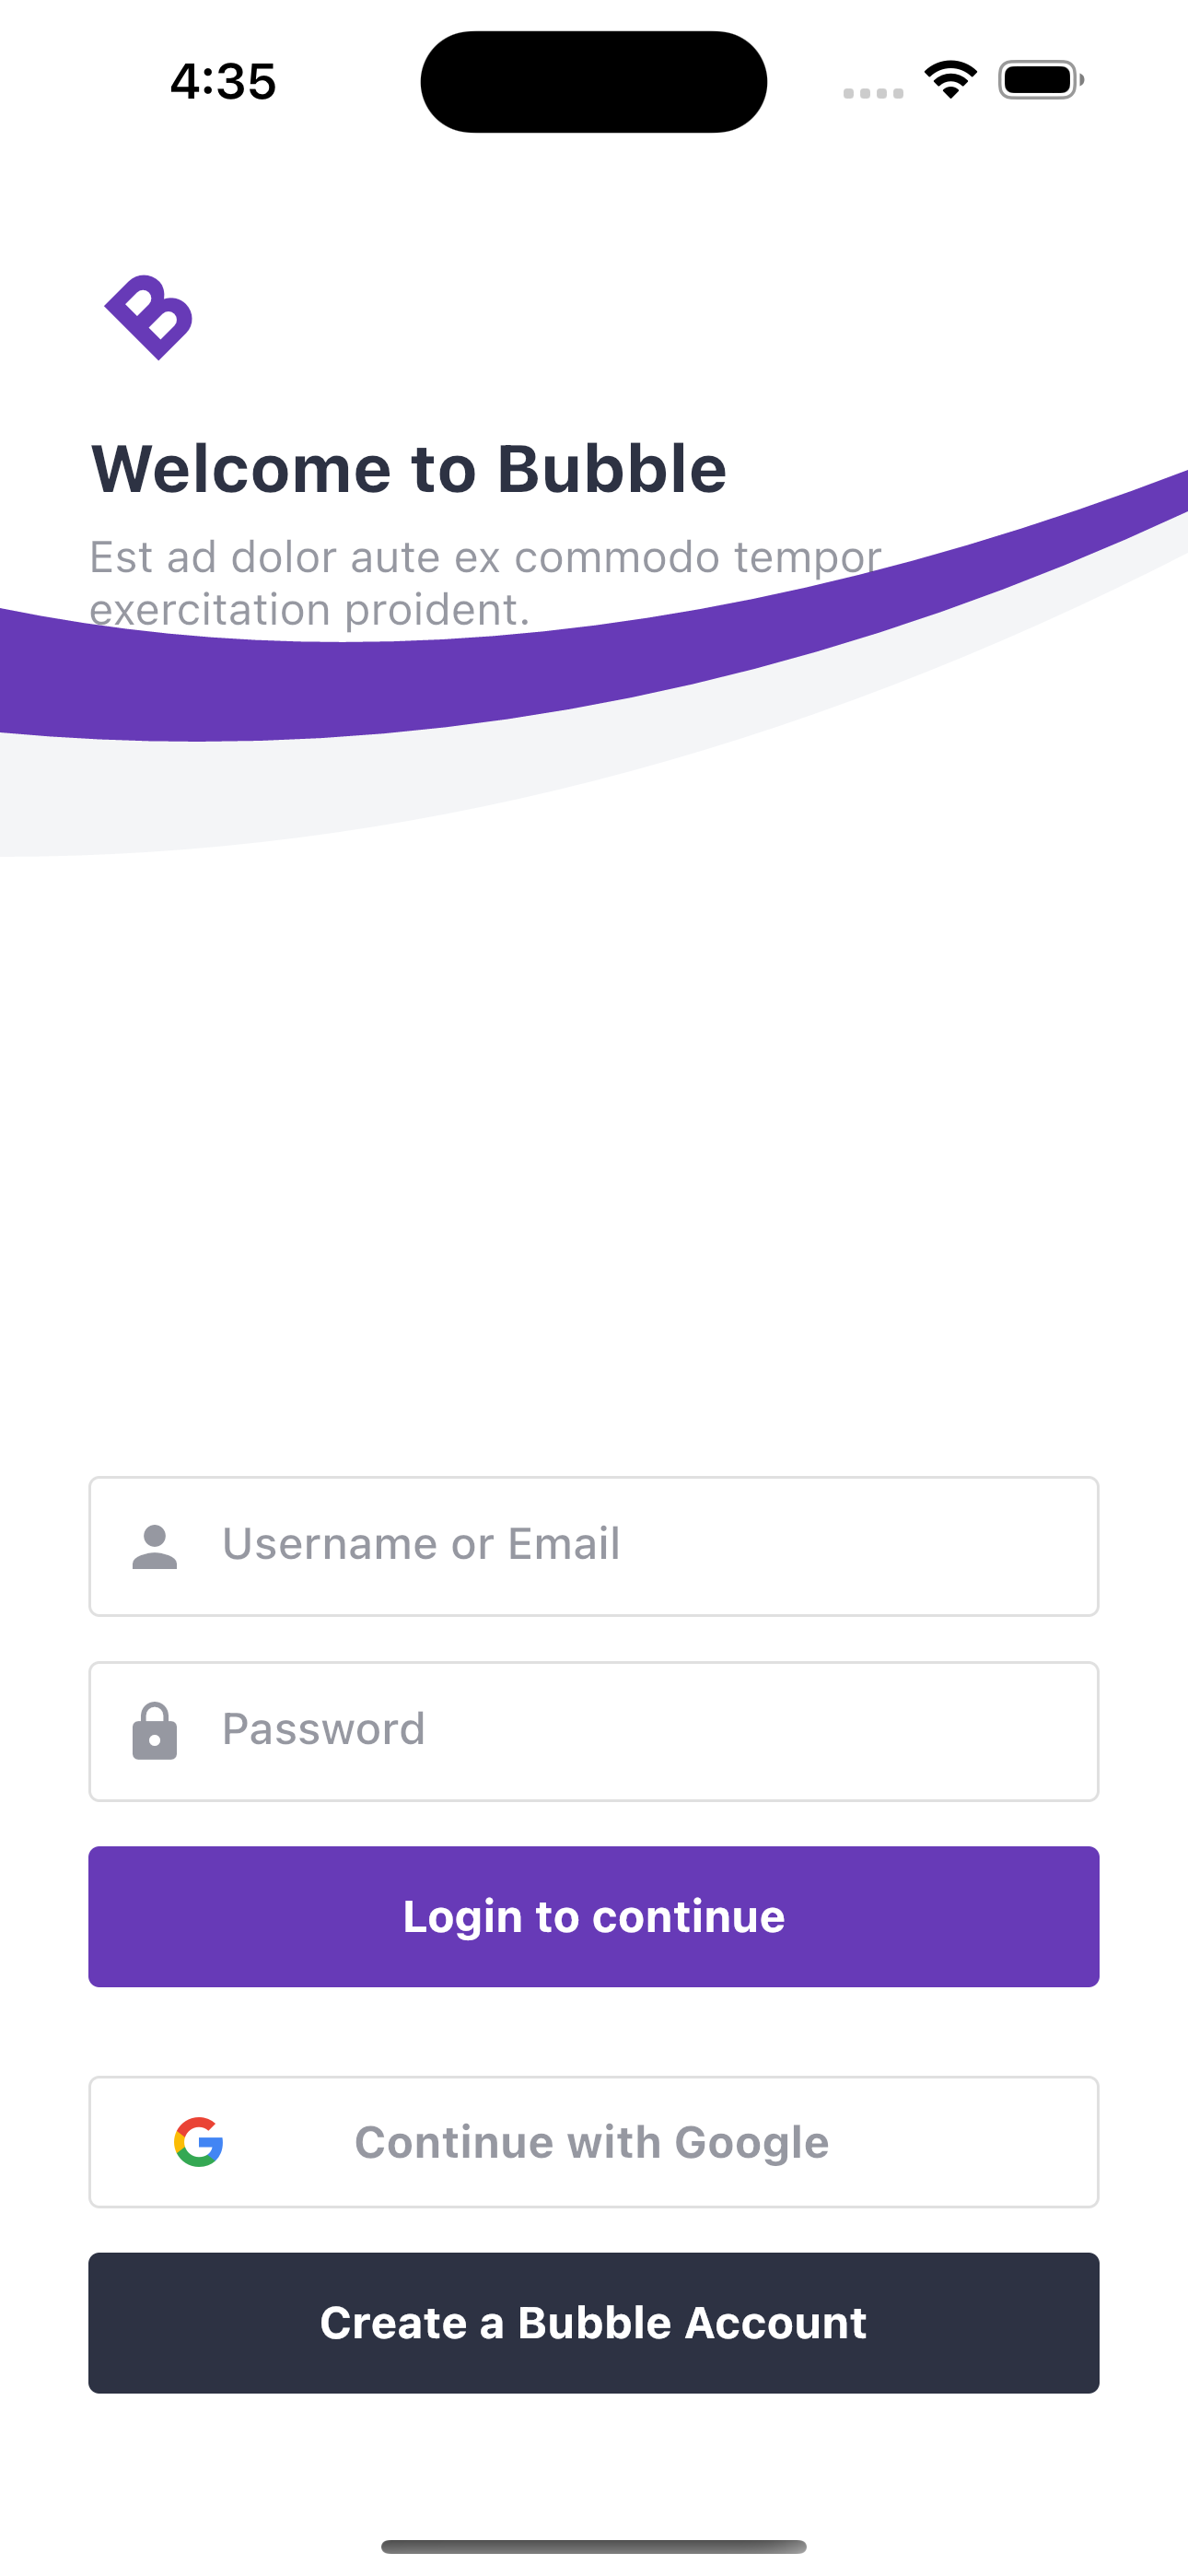 4:35
B
Welcome to Bubble
Est ad dolor aute ex commodo tempor
exercitation proident.
Username or Email
Password
Login to continue
Continue with Google
Create a Bubble Account